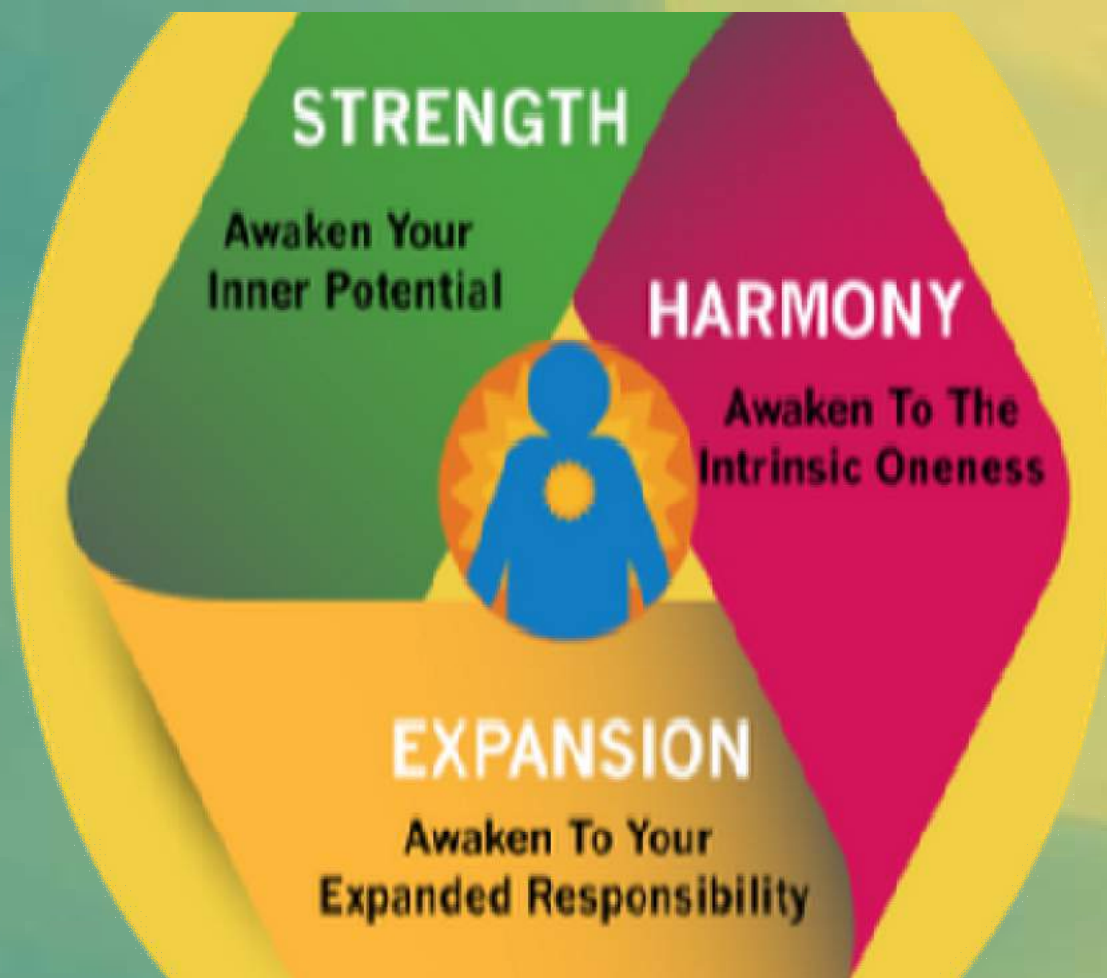 STRENGTH
Awaken Your
Inner Potential
HARMONY
Awaken To The
Intrinsic Oneness
EXPANSION
Awaken To Your
Expanded Responsibility